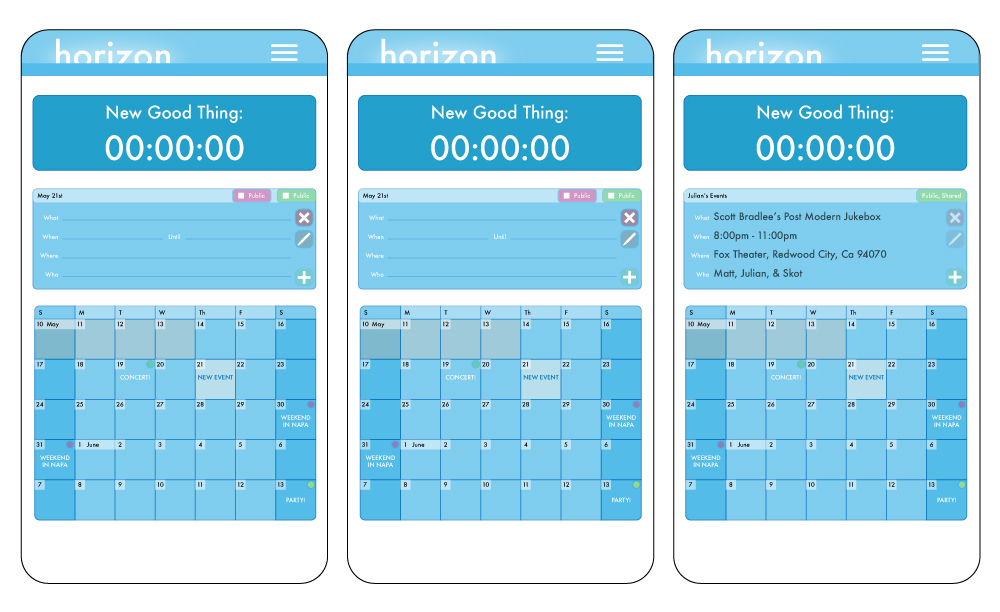 horizon
New Good Thing:
00:00:00
May 21st Public Public
What
When Until
Where
Who
S M T W Th F S
10 May 11 12 13 14 15 16
17 18 19 20 21 22 23
CONCERT! NEW EVENT
24 25 26 27 28 29 30
WEEKEND
IN NAPA
31 1 June 2 3 4 5 6
WEEKEND
IN NAPA
7 8 9 10 11 12 13
PARTY!
horizon
New Good Thing:
00:00:00
May 21st Public Public
What
When Until
Where
Who
S M T W Th F S
10 May 11 12 13 14 15 16
17 18 19 20 21 22 23
CONCERT! NEW EVENT
24 25 26 27 28 29 30
WEEKEND
IN NAPA
31 1 June 2 3 4 5 6
WEEKEND
IN NAPA
7 8 9 10 11 12 13
PARTY!
horizon
New Good Thing:
00:00:00
Julian's Events Public, Shared
What Scott Bradlee's Post Modern Jukebox
When 8:00pm - 11:00pm
Where Fox Theater, Redwood City, Ca 94070
Who Matt, Julian, & Skot
S M T W Th F S
10 May 11 12 13 14 15 16
17 18 19 20 21 22 23
CONCERT! NEW EVENT
24 25 26 27 28 29 30
WEEKEND
IN NAPA
31 1 June 2 3 4 5 6
WEEKEND
IN NAPA
7 8 9 10 11 12 13
PARTY!